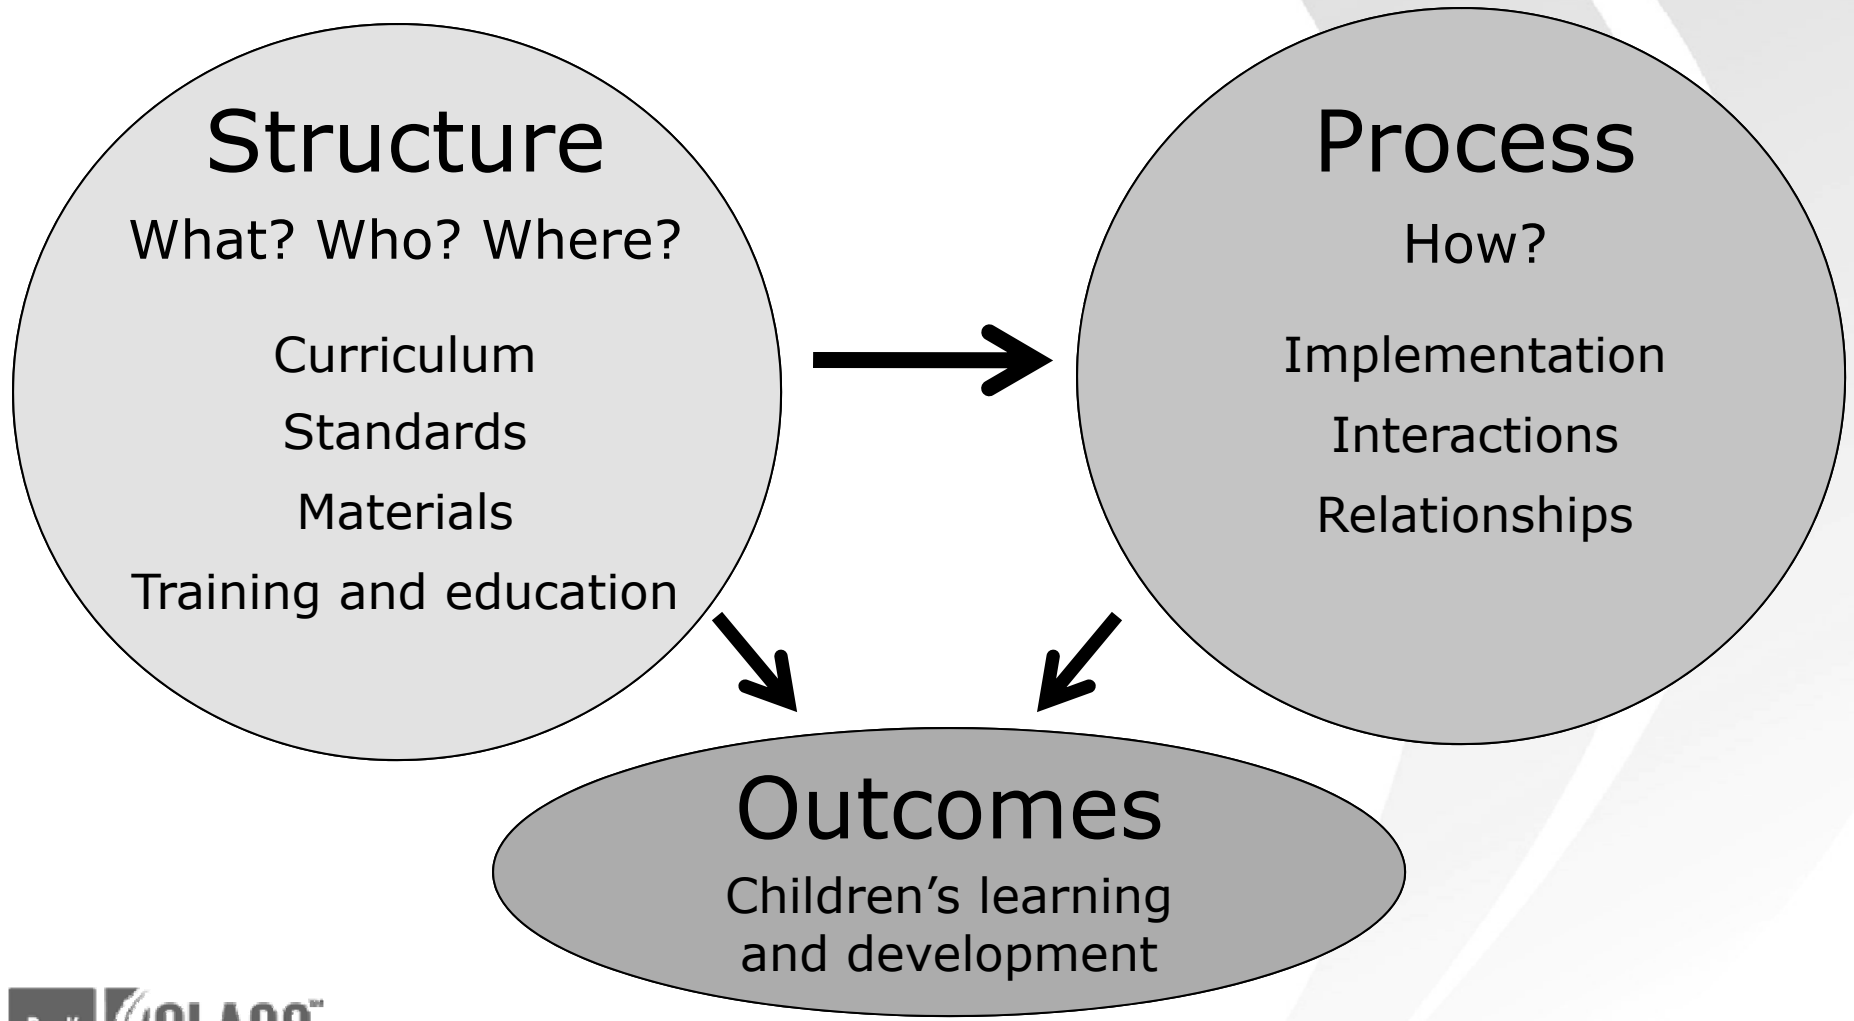 Structure
What? Who? Where?
Curriculum
Standards
Materials
Training and education
Process
How?
Implementation
Interactions
Relationships
Outcomes
Children’s learning
and development
CLASS™